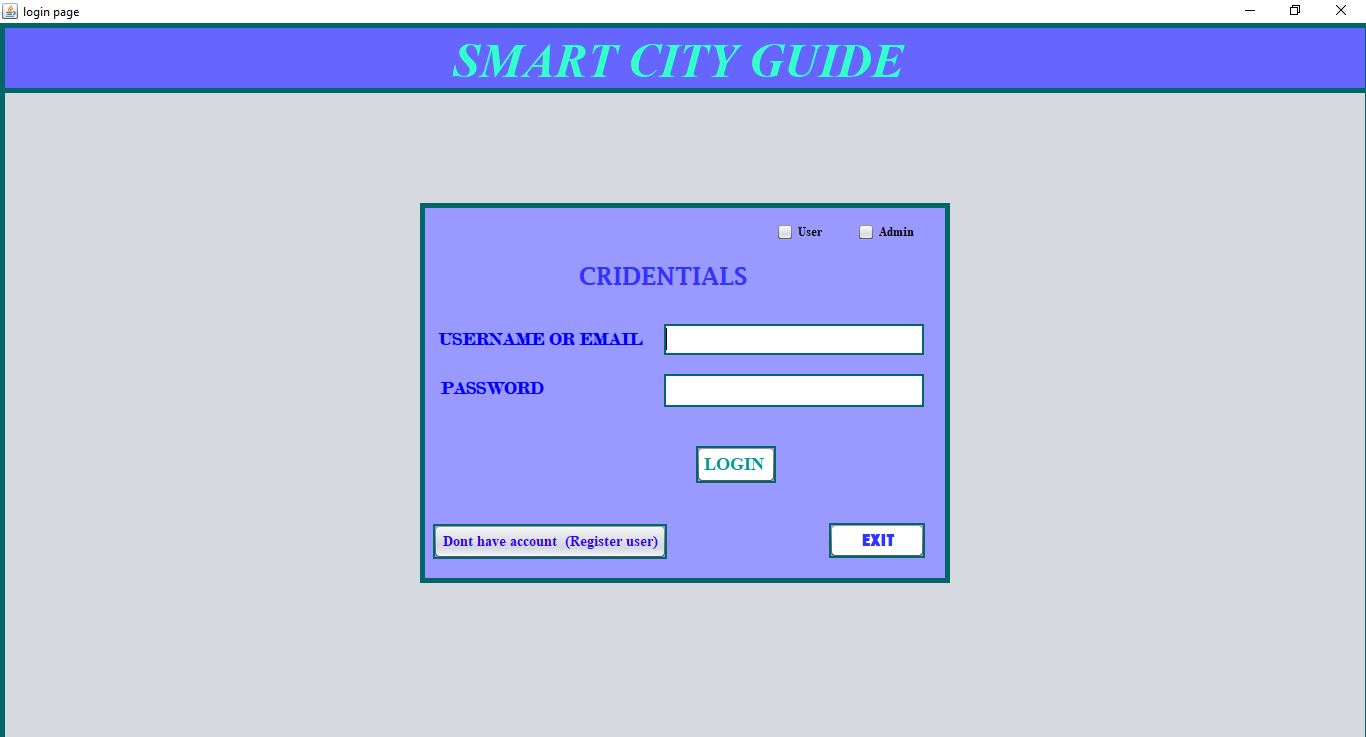 login page
SMART CITY GUIDE
User Admin
CRIDENTIALS
USERNAME OR EMAIL
PASSWORD
LOGIN
Dont have account (Register user) EXIT